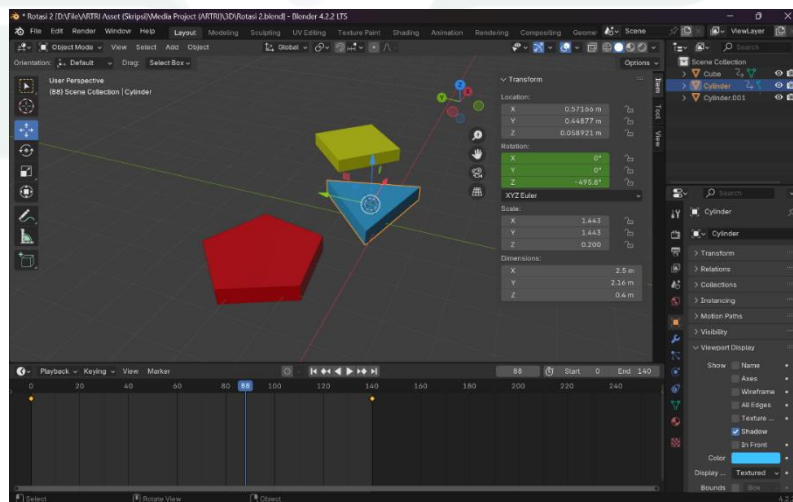 * Rotasi 2 [D:\File\ARTRI Asset (Skripsi)\Media Project (ARTRI)\3D\Rotasi 2.blend] - Blender 4.2.2 LTS
File Edit Render Window Help Layout Modeling Sculpting UV Editing Texture Paint Shading Animation Rendering Compositing Geome Scene ViewLayer
Object Mode View Select Add Object Global Search
Orientation: Default Drag: Select Box Options
User Perspective
(88) Scene Collection | Cylinder
Z
Y
Transform
Location:
X 0.57166 m
Y 0.44877 m
Z 0.058921 m
Rotation:
X 0°
Y 0°
Z -495.8°
XYZ Euler
Scale:
X 1.443
Y 1.443
Z 0.200
Dimensions:
X 2.5 m
Y 2.16 m
Z 0.4 m
Item
Tool
View
Scene Collection
Cube
Cylinder
Cylinder.001
Search
Cylinder
Cylinder
Transform
Relations
Collections
Instancing
Motion Paths
Visibility
Viewport Display
Show Name
Axes
Wireframe
All Edges
Texture ...
Shadow
In Front
Color
Display ... Textured
Bounds Box
Playback Keying View Marker 88 Start 0 End 140
0 20 40 60 80 88 100 120 140 160 180 200 220 240
Select Rotate View Object 4.2